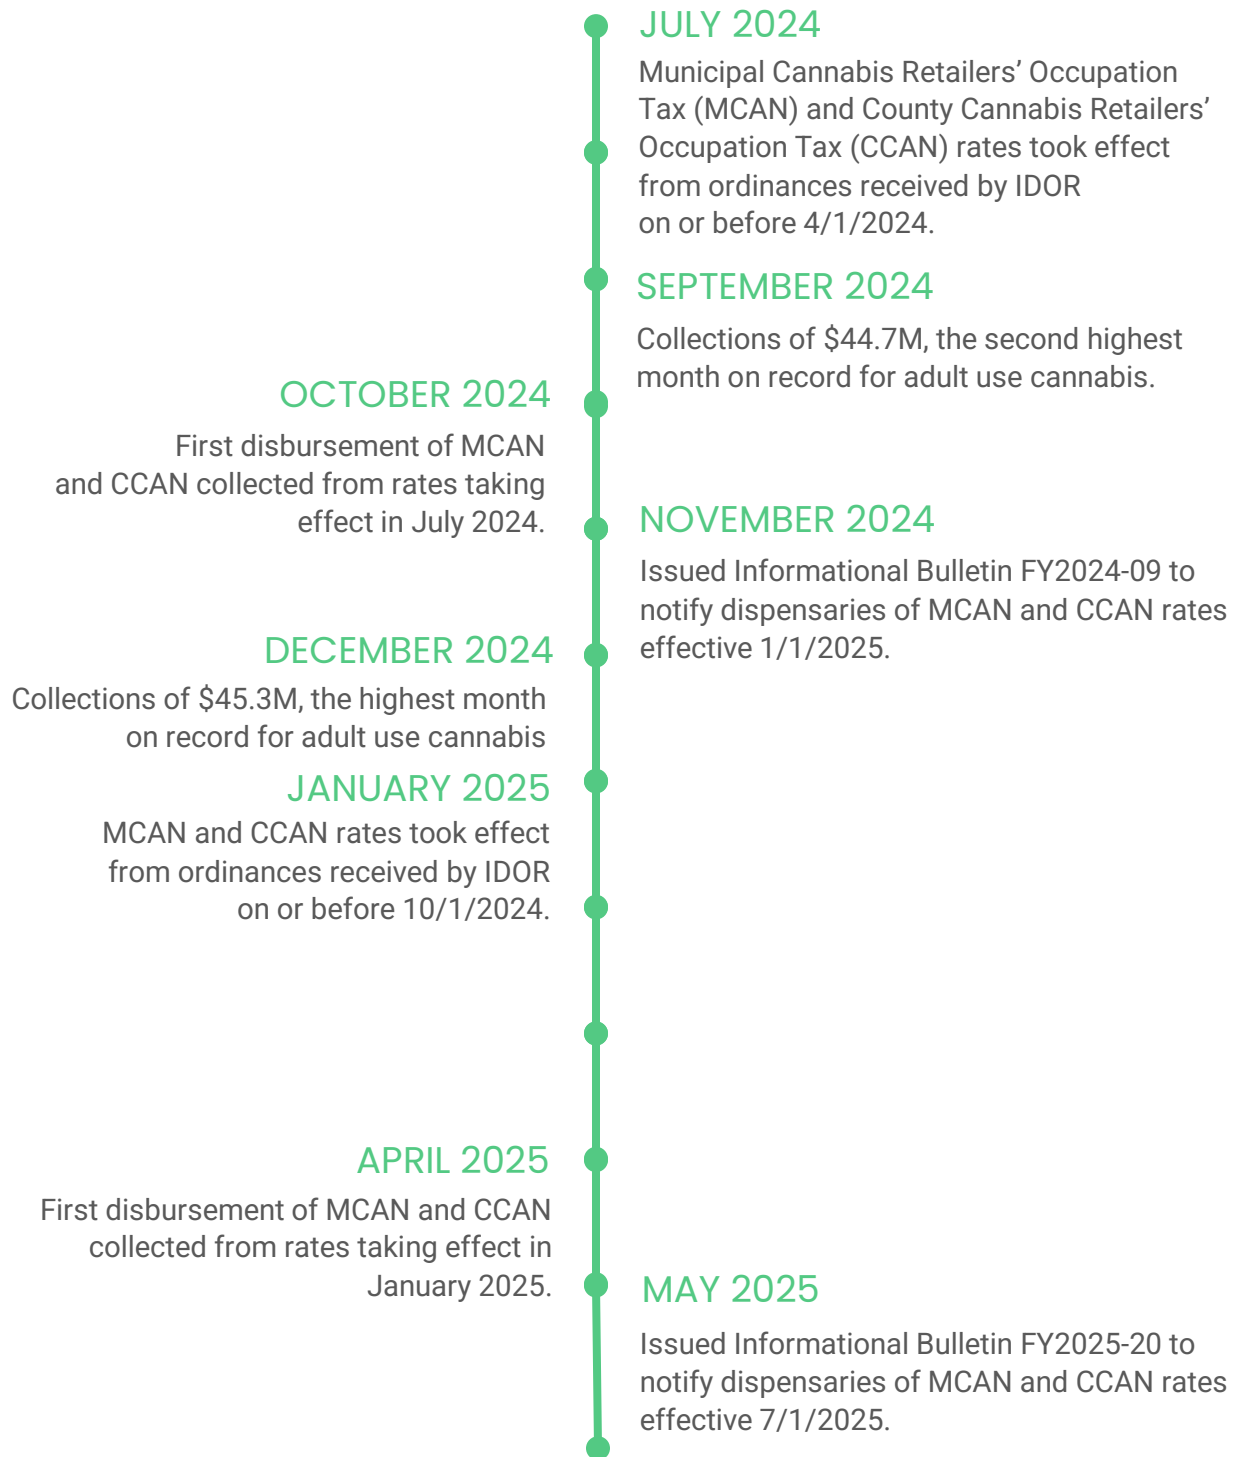 JULY 2024
Municipal Cannabis Retailers’ Occupation
Tax (MCAN) and County Cannabis Retailers’
Occupation Tax (CCAN) rates took effect
from ordinances received by IDOR
on or before 4/1/2024.
SEPTEMBER 2024
Collections of $44.7M, the second highest
month on record for adult use cannabis.
OCTOBER 2024
First disbursement of MCAN
and CCAN collected from rates taking
effect in July 2024.
NOVEMBER 2024
Issued Informational Bulletin FY2024-09 to
notify dispensaries of MCAN and CCAN rates
effective 1/1/2025.
DECEMBER 2024
Collections of $45.3M, the highest month
on record for adult use cannabis
JANUARY 2025
MCAN and CCAN rates took effect
from ordinances received by IDOR
on or before 10/1/2024.
APRIL 2025
First disbursement of MCAN and CCAN
collected from rates taking effect in
January 2025.
MAY 2025
Issued Informational Bulletin FY2025-20 to
notify dispensaries of MCAN and CCAN rates
effective 7/1/2025.